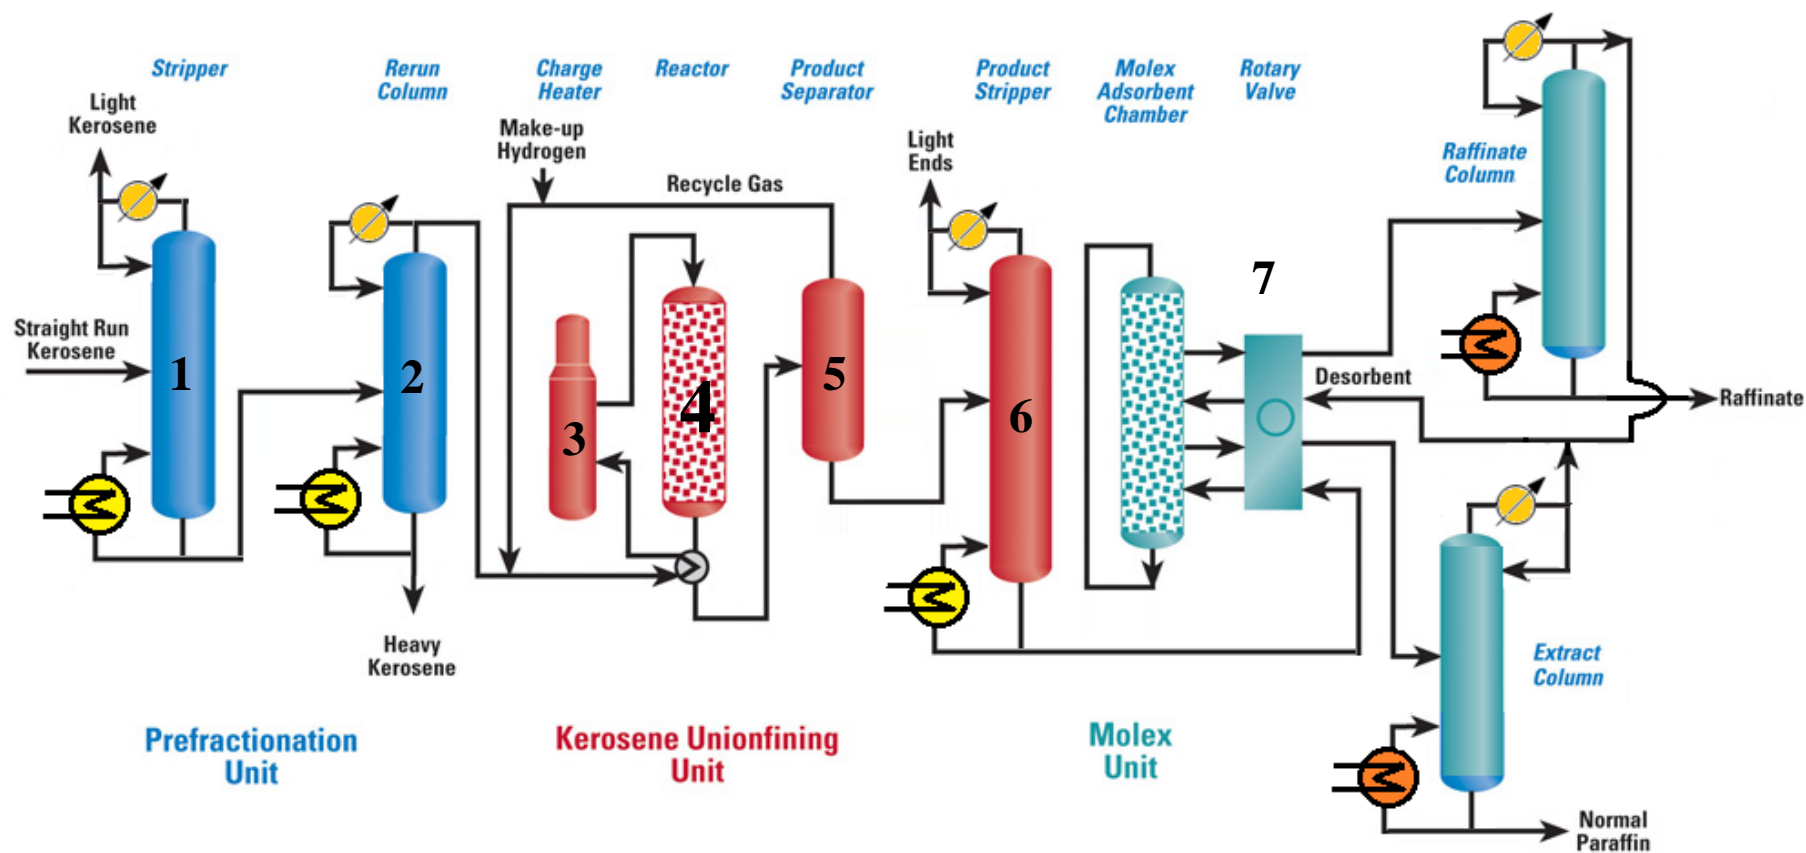 Stripper
Rerun
Column
Charge
Heater
Reactor
Product
Separator
Product
Stripper
Molex
Adsorbent
Chamber
Rotary
Valve
Light
Kerosene
Make-up
Hydrogen
Recycle Gas
Light
Ends
Raffinate
Column
7
Straight Run
Kerosene
1
2
3
4
5
6
Desorbent
Raffinate
Heavy
Kerosene
Extract
Column
Prefractionation
Unit
Kerosene Unionfining
Unit
Molex
Unit
Normal
Paraffin